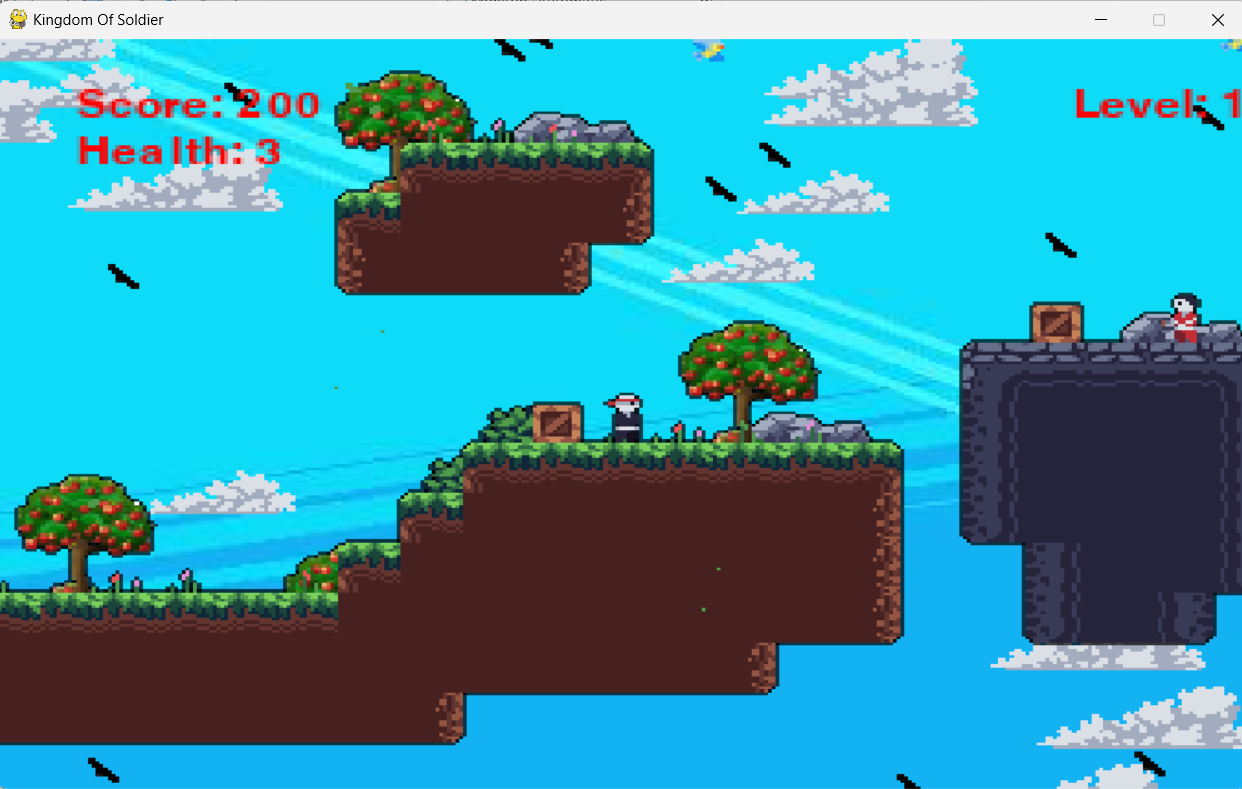 Kingdom Of Soldier
Score: 200
Level: 1
Health: 3